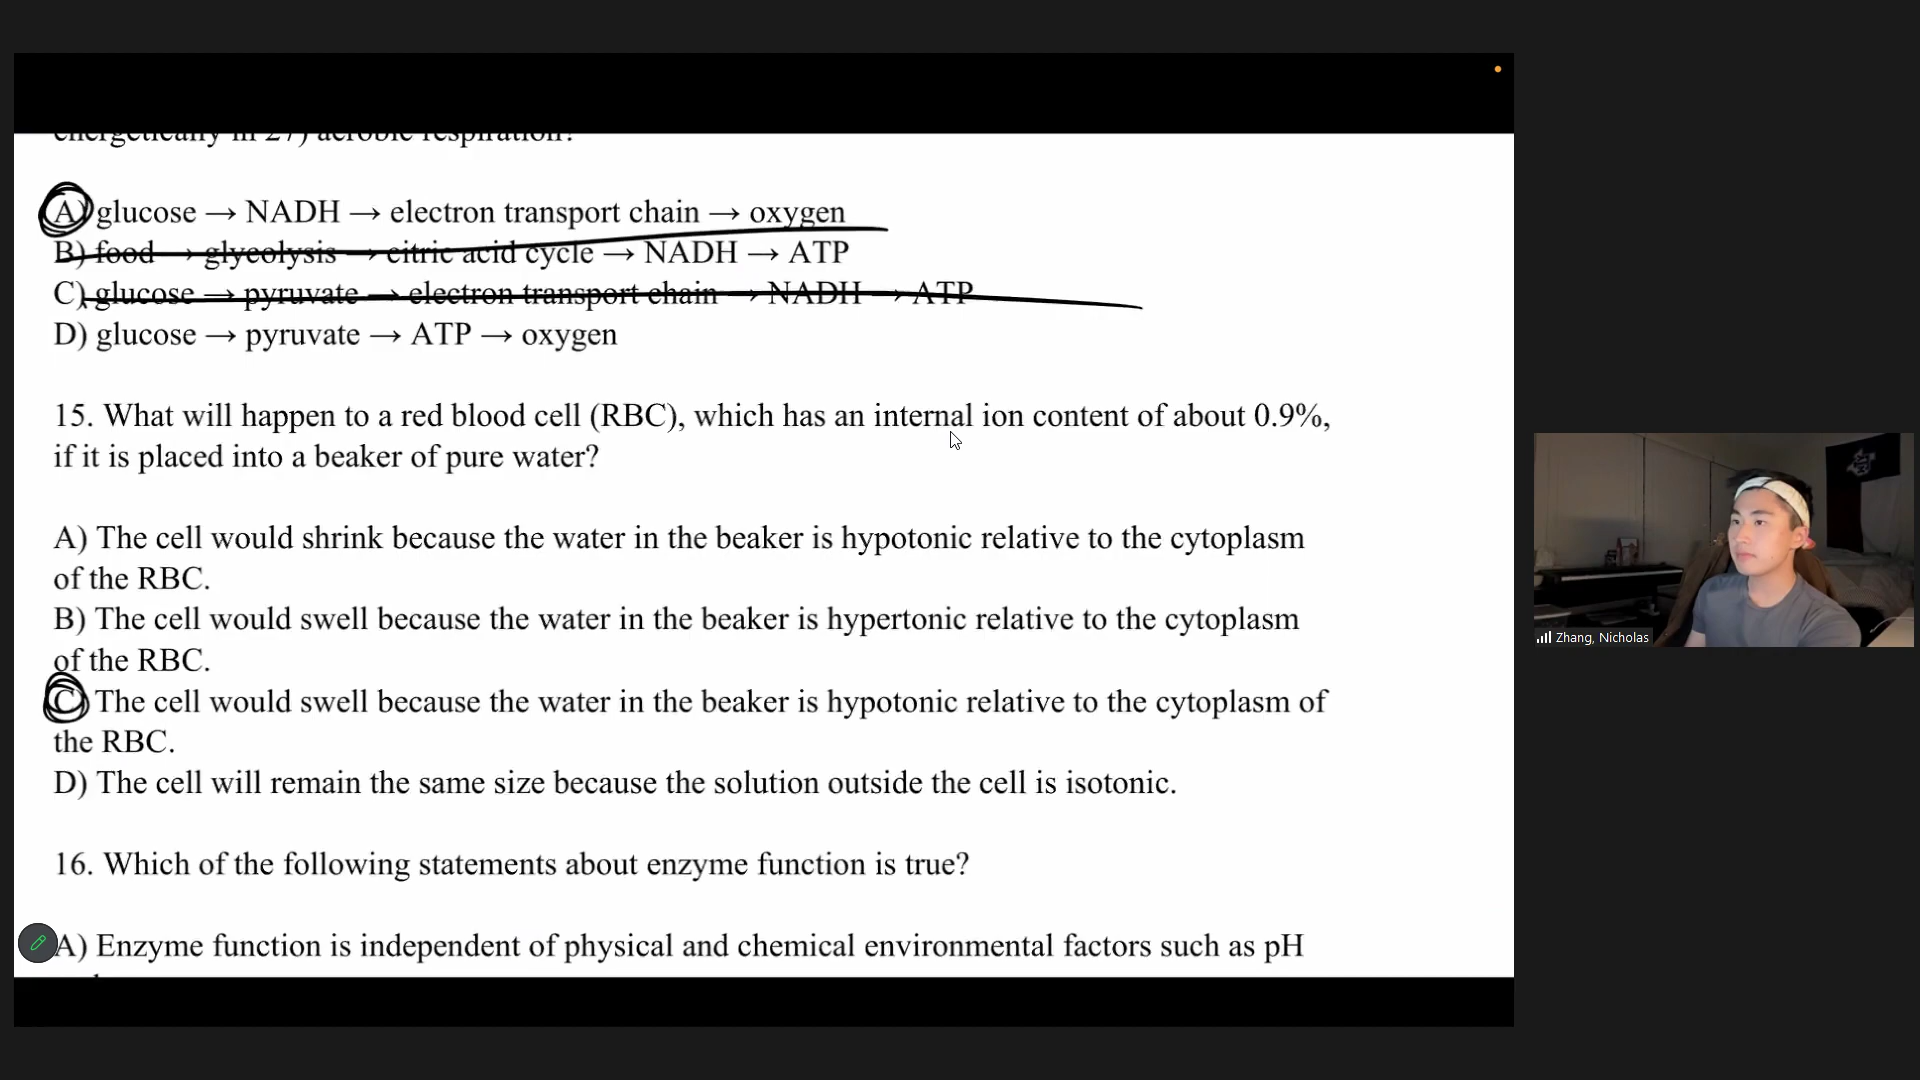 energetically in 27) aerobic respiration?
A) glucose → NADH → electron transport chain → oxygen
B) food → glycolysis → citric acid cycle → NADH → ATP
C) glucose → pyruvate → electron transport chain → NADH → ATP
D) glucose → pyruvate → ATP → oxygen
15. What will happen to a red blood cell (RBC), which has an internal ion content of about 0.9%,
if it is placed into a beaker of pure water?
A) The cell would shrink because the water in the beaker is hypotonic relative to the cytoplasm
of the RBC.
B) The cell would swell because the water in the beaker is hypertonic relative to the cytoplasm
of the RBC.
C) The cell would swell because the water in the beaker is hypotonic relative to the cytoplasm of
the RBC.
D) The cell will remain the same size because the solution outside the cell is isotonic.
16. Which of the following statements about enzyme function is true?
A) Enzyme function is independent of physical and chemical environmental factors such as pH
Zhang, Nicholas